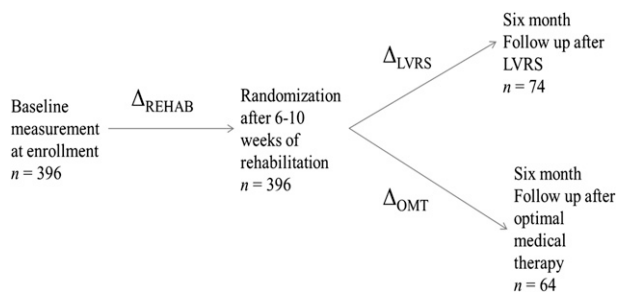 Baseline
measurement
at enrollment
n = 396
ΔREHAB
Randomization
after 6-10
weeks of
rehabilitation
n = 396
ΔLVRS
Six month
Follow up after
LVRS
n = 74
ΔOMT
Six month
Follow up after
optimal
medical
therapy
n = 64